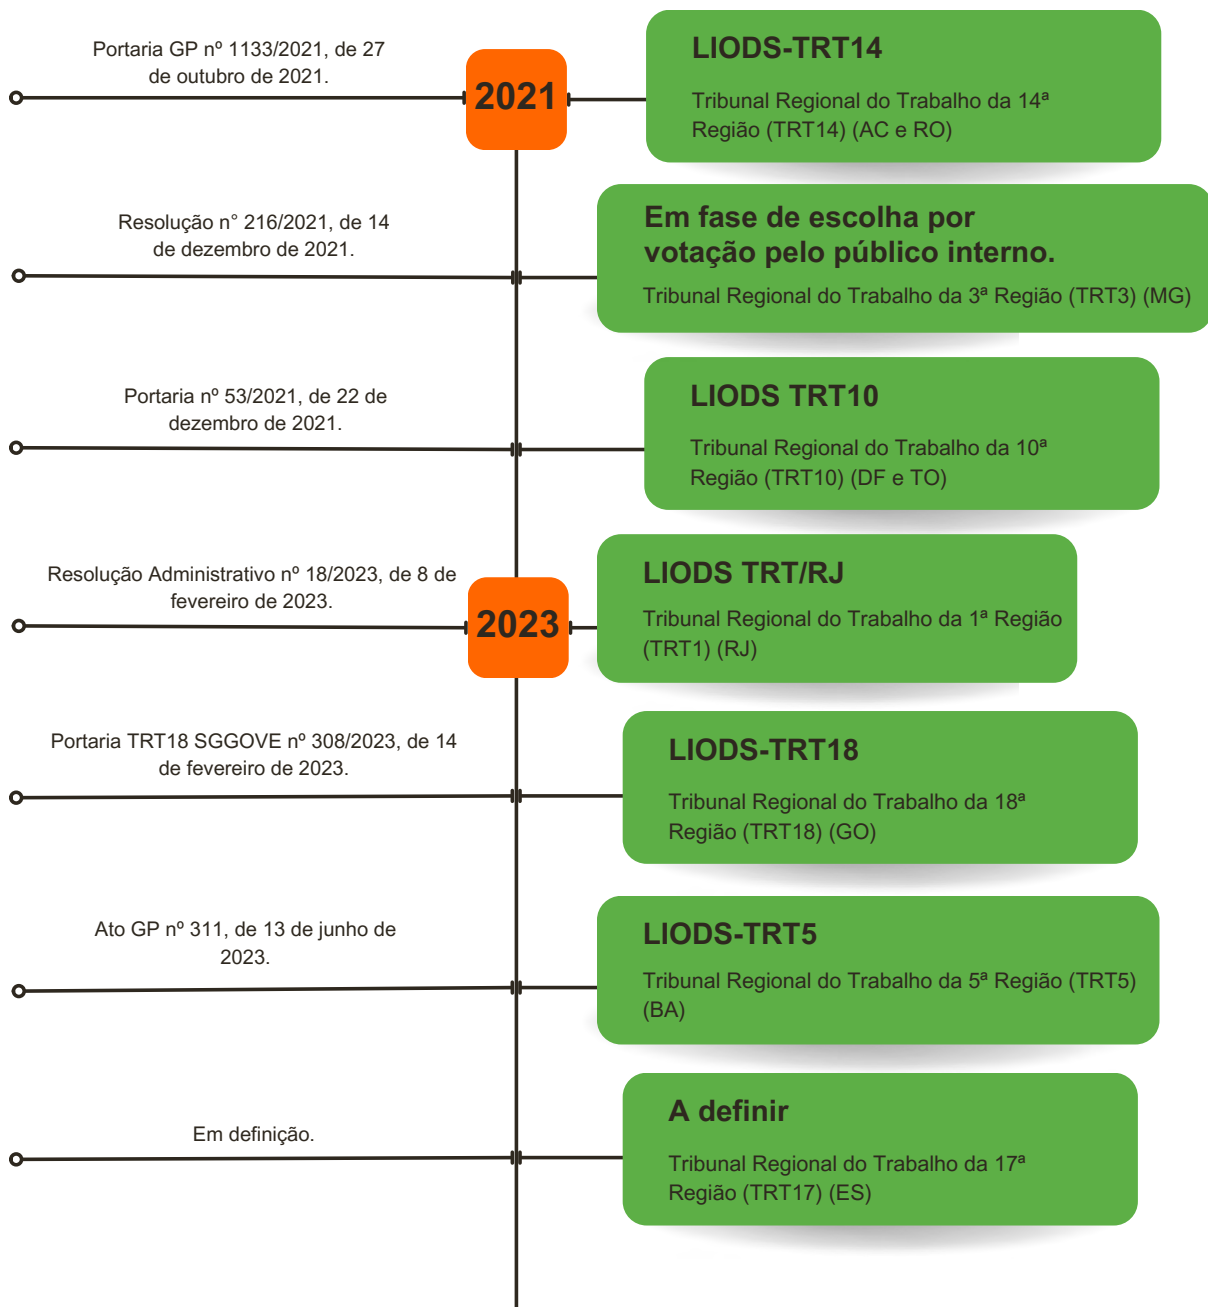 Portaria GP nº 1133/2021, de 27
de outubro de 2021.
2021
LIODS-TRT14
Tribunal Regional do Trabalho da 14ª
Região (TRT14) (AC e RO)
Resolução n° 216/2021, de 14
de dezembro de 2021.
Em fase de escolha por
votação pelo público interno.
Tribunal Regional do Trabalho da 3ª Região (TRT3) (MG)
Portaria nº 53/2021, de 22 de
dezembro de 2021.
LIODS TRT10
Tribunal Regional do Trabalho da 10ª
Região (TRT10) (DF e TO)
Resolução Administrativo nº 18/2023, de 8 de
fevereiro de 2023.
2023
LIODS TRT/RJ
Tribunal Regional do Trabalho da 1ª Região
(TRT1) (RJ)
Portaria TRT18 SGGOVE nº 308/2023, de 14
de fevereiro de 2023.
LIODS-TRT18
Tribunal Regional do Trabalho da 18ª
Região (TRT18) (GO)
Ato GP nº 311, de 13 de junho de
2023.
LIODS-TRT5
Tribunal Regional do Trabalho da 5ª Região (TRT5)
(BA)
Em definição.
A definir
Tribunal Regional do Trabalho da 17ª
Região (TRT17) (ES)